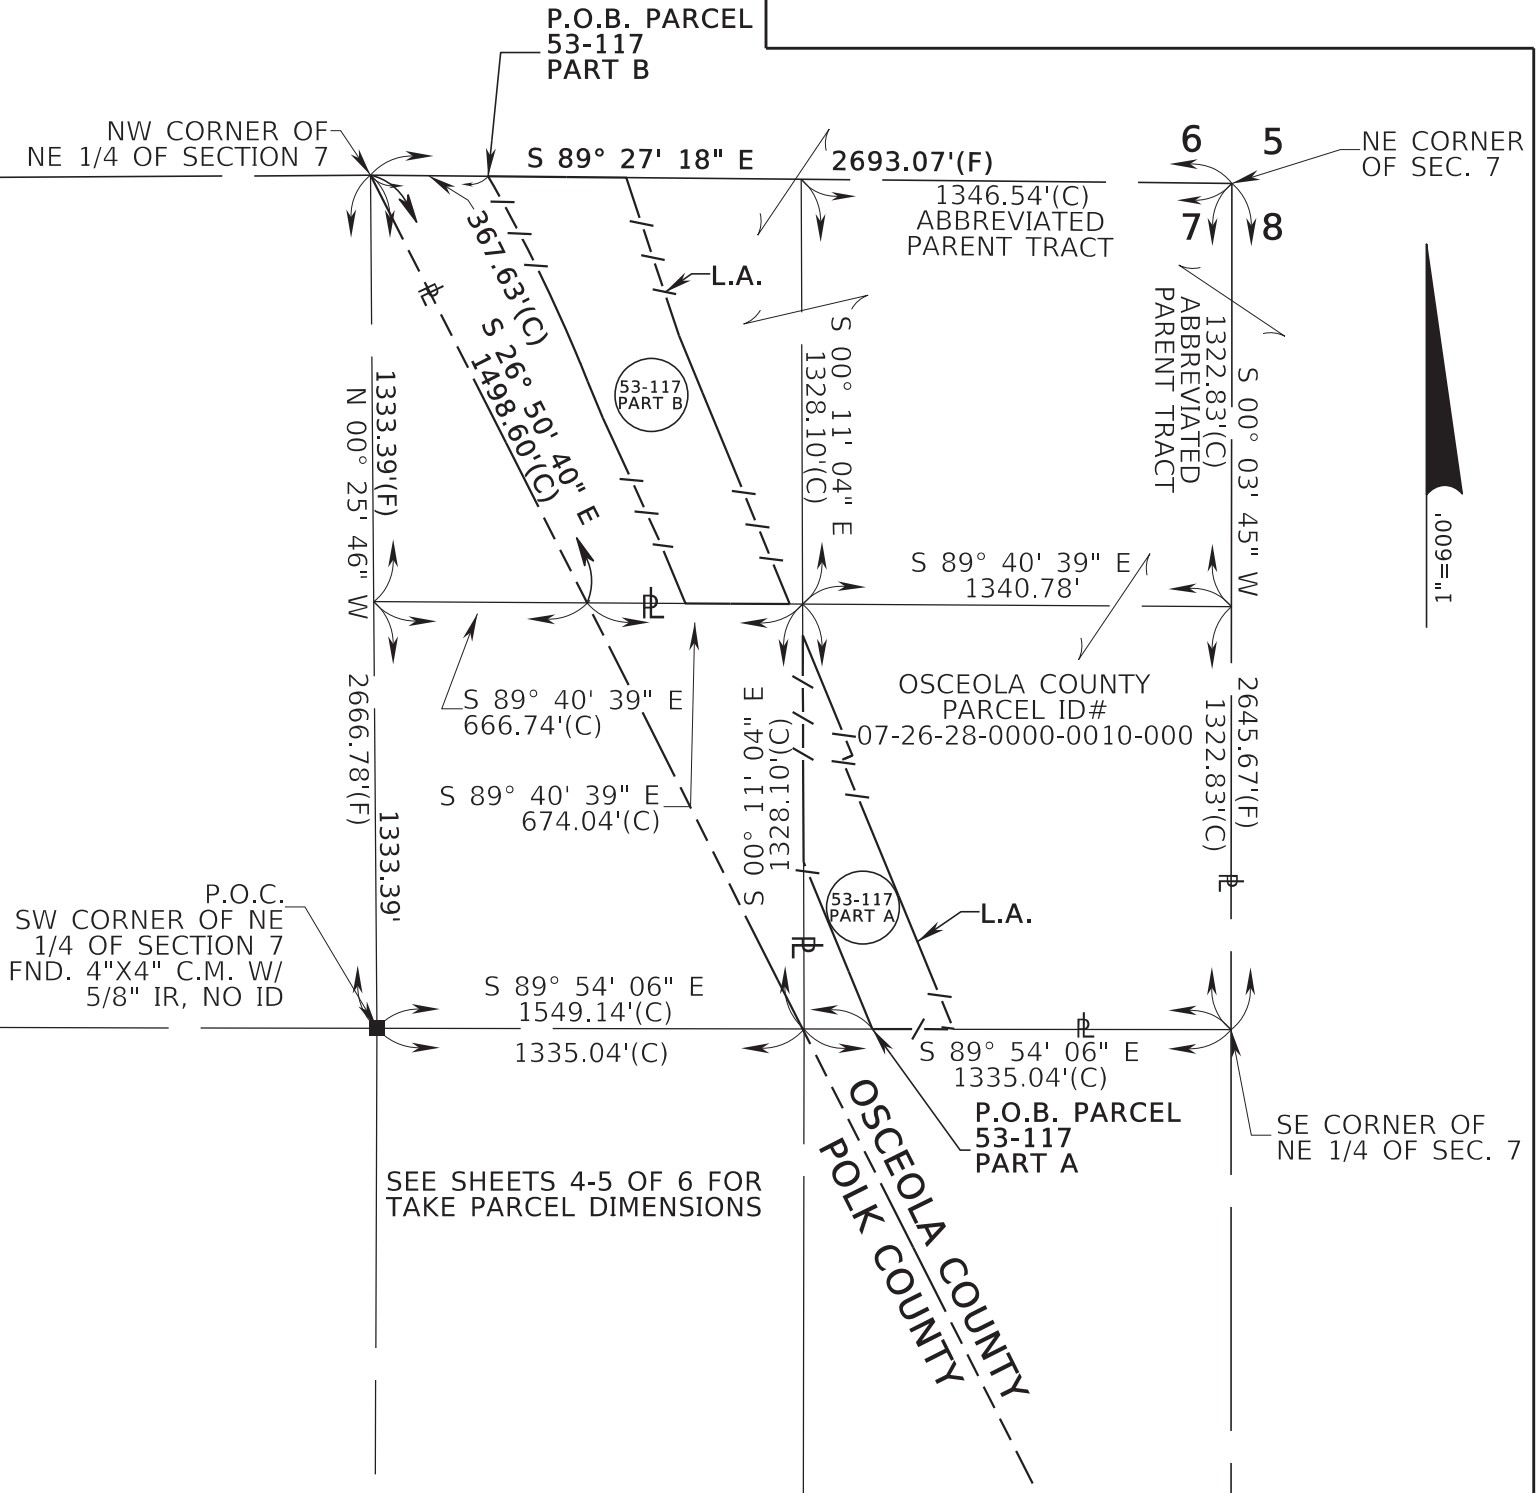 P.O.B. PARCEL
53-117
PART B
NW CORNER OF
NE 1/4 OF SECTION 7
S 89° 27' 18" E
2693.07'(F)
1346.54'(C)
ABBREVIATED
PARENT TRACT
6 5
7 8
NE CORNER
OF SEC. 7
367.63'(C)
L.A.
S 26° 50' 40" E
1498.60'(C)
53-117
PART B
1333.39'(F)
N 00° 25' 46" W
S 00° 11' 04" E
1328.10'(C)
1322.83'(C)
ABBREVIATED
PARENT TRACT
S 00° 03' 45" W
1"=600'
S 89° 40' 39" E
1340.78'
PL
S 89° 40' 39" E
666.74'(C)
S 89° 40' 39" E
674.04'(C)
S 00° 11' 04" E
1328.10'(C)
OSCEOLA COUNTY
PARCEL ID#
07-26-28-0000-0010-000
2666.78'(F)
1333.39'
2645.67'(F)
1322.83'(C)
PL
P.O.C.
SW CORNER OF NE
1/4 OF SECTION 7
FND. 4"X4" C.M. W/
5/8" IR, NO ID
53-117
PART A
L.A.
PL
PL
S 89° 54' 06" E
1549.14'(C)
1335.04'(C)
PL
S 89° 54' 06" E
1335.04'(C)
P.O.B. PARCEL
53-117
PART A
SE CORNER OF
NE 1/4 OF SEC. 7
SEE SHEETS 4-5 OF 6 FOR
TAKE PARCEL DIMENSIONS
OSCEOLA COUNTY
POLK COUNTY